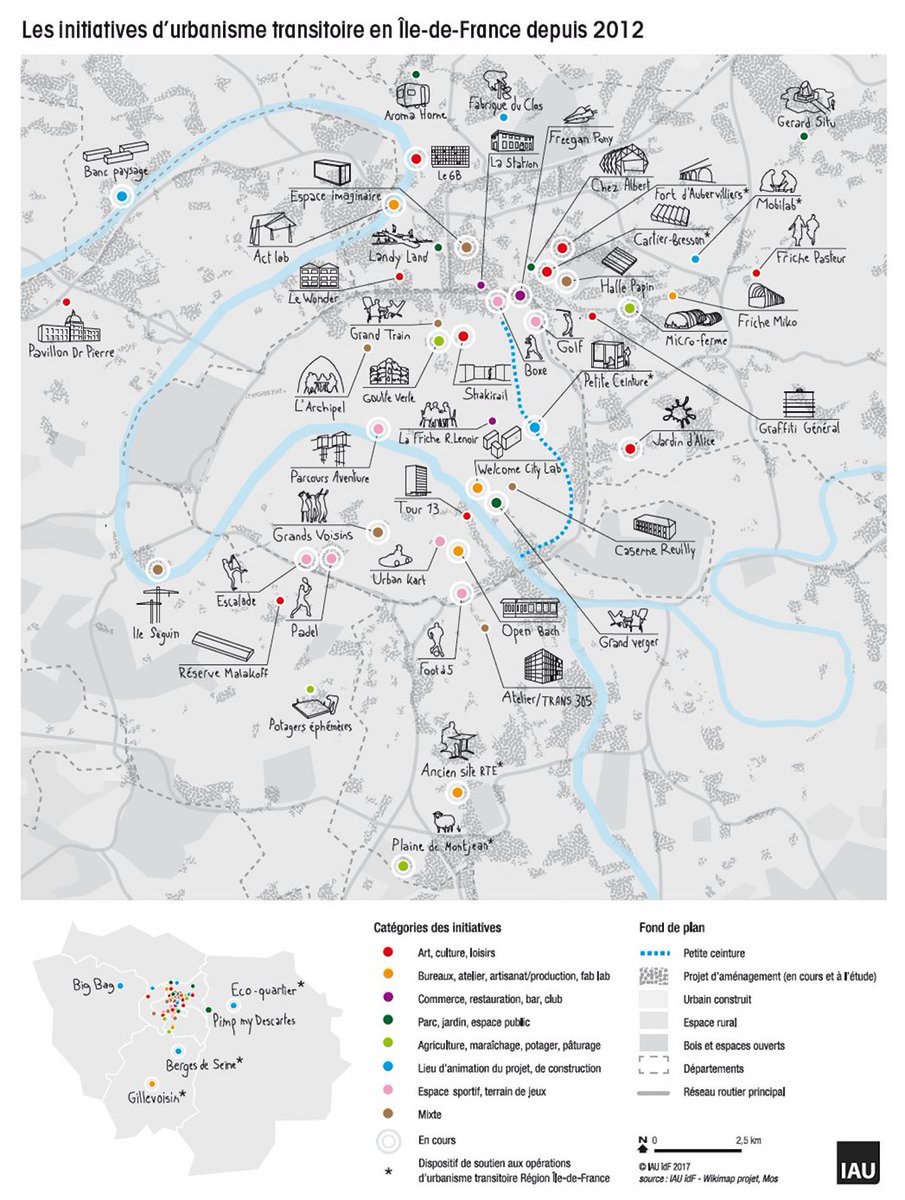 Les initiatives d'urbanisme transitoire en Île-de-France depuis 2012
Aroma Home
Fabrique du Clos
Freegan Pony
Gerard Situ
Banc paysage
Le 6B
La Station
Chez Albert
Espace imaginaire
Fort d'Aubervilliers*
Mobilab*
Act lab
Landy Land
Cartier-Bresson*
Friche Pasteur
Le Wonder
Halle Papin
Friche Miko
Pavillon Dr Pierre
Grand Train
Golf
Micro-ferme
Boxe
Petite Ceinture*
L'Archipel
Goutte verte
Shakirail
La Friche R.Lenoir
Jardin d'Alice
Graffiti Général
Parcours Aventure
Welcome City Lab
Tour 13
Grands Voisins
Caserne Reuilly
Urban Kart
Escalade
Padel
Ile Seguin
Open Bach
Grand verger
Réserve Malakoff
Foot à 5
Atelier/TRANS 305
Potagers éphémères
Ancien site RTE*
Plaine de Montjean*
Big Bag
Eco-quartier*
Pimp my Descartes
Berges de Seine*
Gillevoisin*
Catégories des initiatives
Art, culture, loisirs
Bureaux, atelier, artisanat/production, fab lab
Commerce, restauration, bar, club
Parc, jardin, espace public
Agriculture, maraîchage, potager, pâturage
Lieu d'animation du projet, de construction
Espace sportif, terrain de jeux
Mixte
En cours
* Dispositif de soutien aux opérations
d'urbanisme transitoire Région Île-de-France
Fond de plan
Petite ceinture
Projet d'aménagement (en cours et à l'étude)
Urbain construit
Espace rural
Bois et espaces ouverts
Départements
Réseau routier principal
N 0 2,5 km
© IAU îdF 2017
source : IAU îdF - Wikimap projet, Mos
IAU